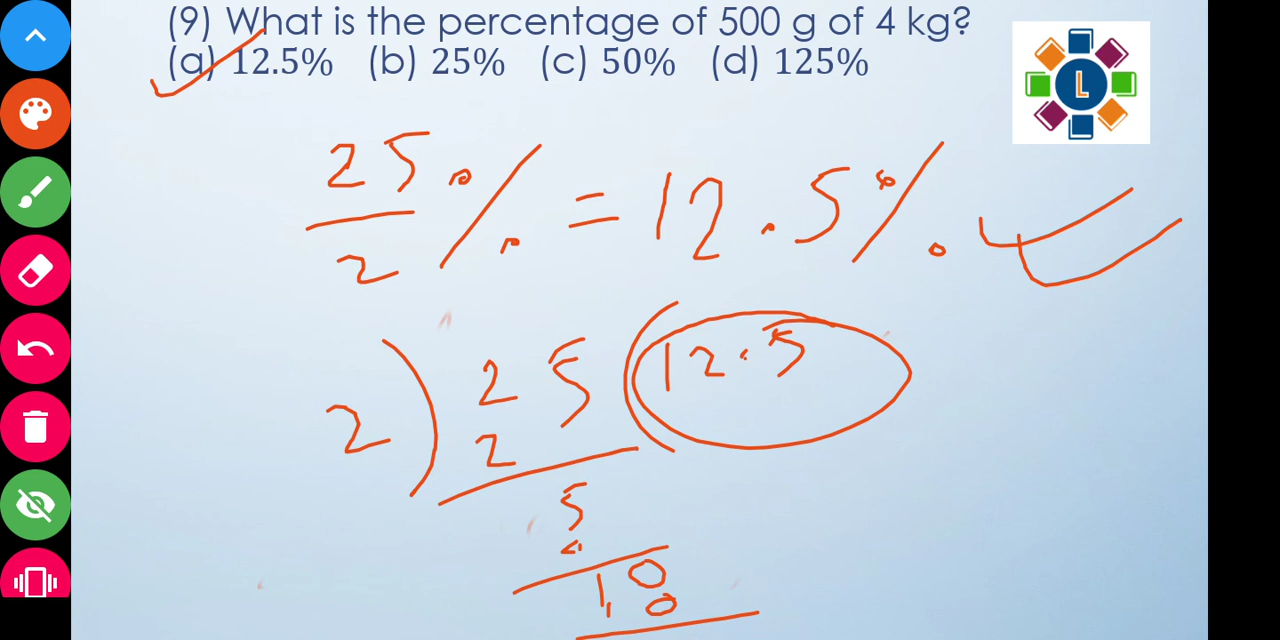 (9) What is the percentage of 500 g of 4 kg?
(a) 12.5% (b) 25% (c) 50% (d) 125%
L
25/2 % = 12.5%
2) 25 (12.5
2
5
10